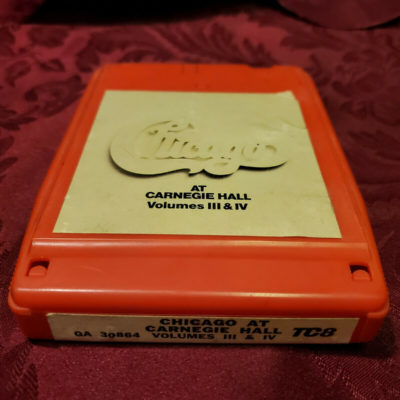 Chicago
AT
CARNEGIE HALL
Volumes III & IV
CHICAGO AT
CARNEGIE HALL TC8
GA 30864 VOLUMES III & IV